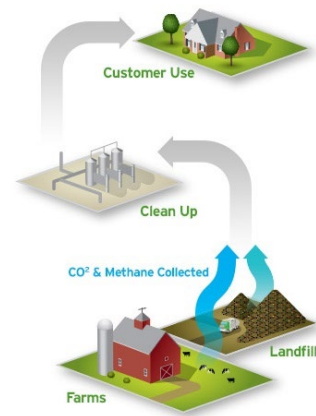 Customer Use
Clean Up
CO² & Methane Collected
Landfill
Farms